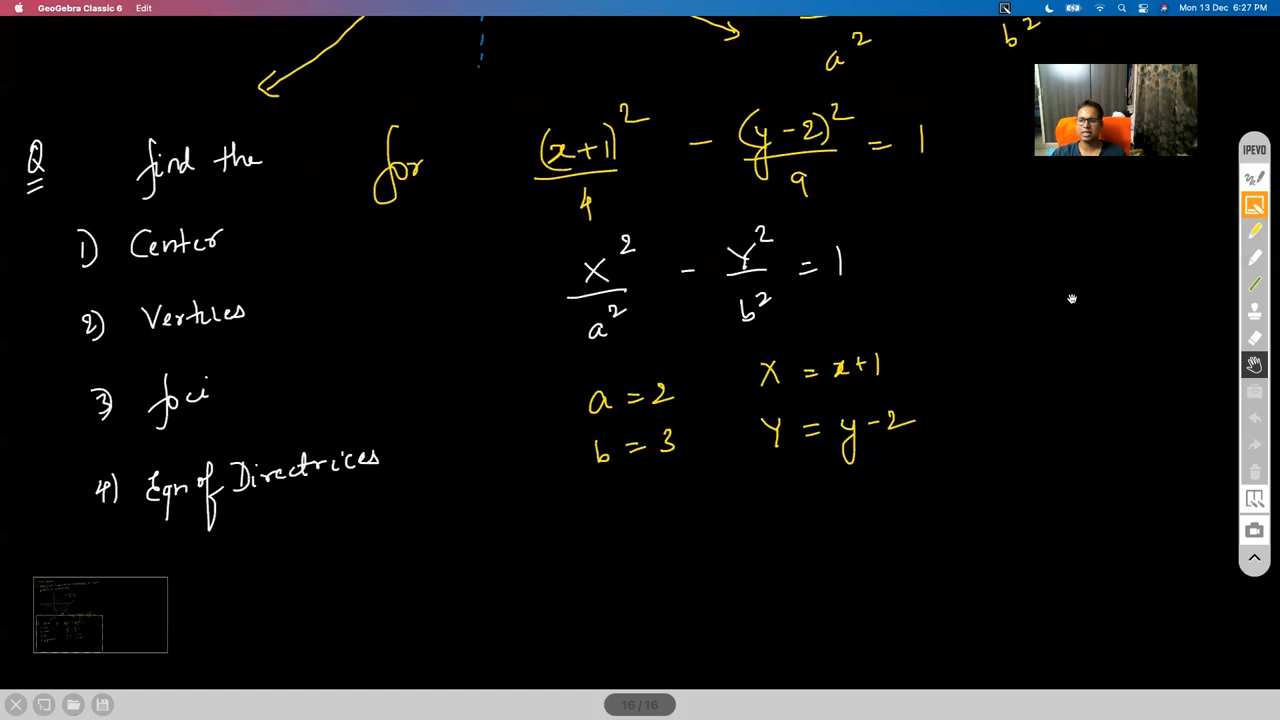 GeoGebra Classic 6 Edit
Mon 13 Dec 6:27 PM
a² b²
Q find the for (x+1)²/4 - (y-2)²/9 = 1
1) Center
X²/a² - Y²/b² = 1
2) Vertices
3) foci
a = 2 X = x+1
b = 3 Y = y-2
4) Eqn of Directrices
IPEVO
16 / 16